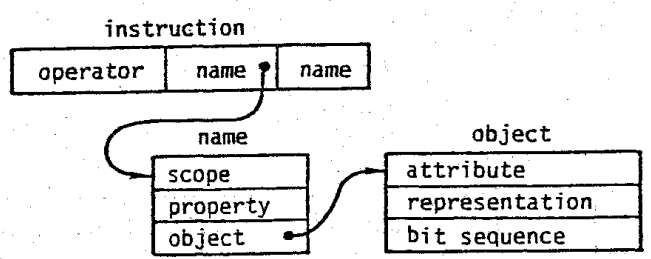 instruction
operator name name
name
scope
property
object
object
attribute
representation
bit sequence